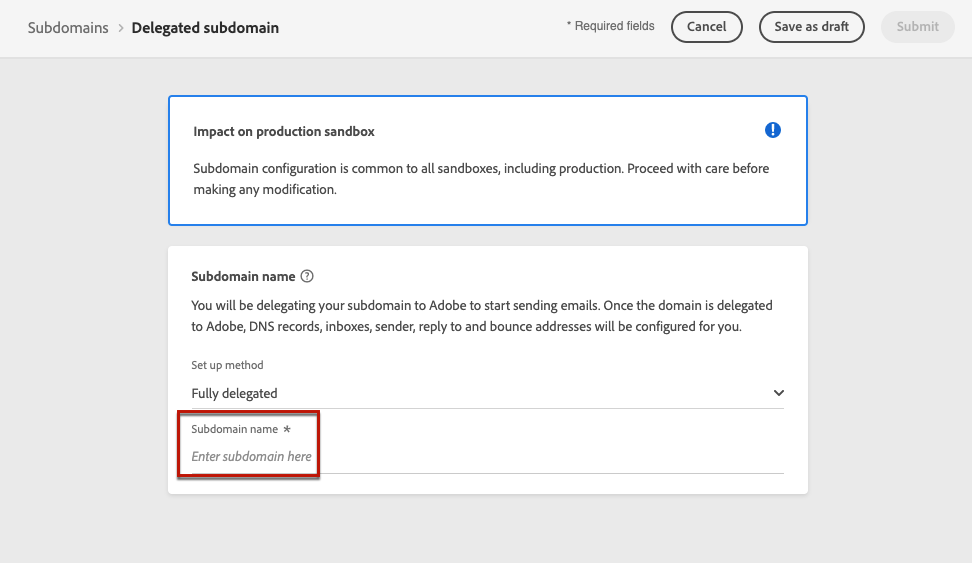 Subdomains > Delegated subdomain
* Required fields
Cancel
Save as draft
Submit
Impact on production sandbox
Subdomain configuration is common to all sandboxes, including production. Proceed with care before
making any modification.
Subdomain name
You will be delegating your subdomain to Adobe to start sending emails. Once the domain is delegated
to Adobe, DNS records, inboxes, sender, reply to and bounce addresses will be configured for you.
Set up method
Fully delegated
Subdomain name *
Enter subdomain here